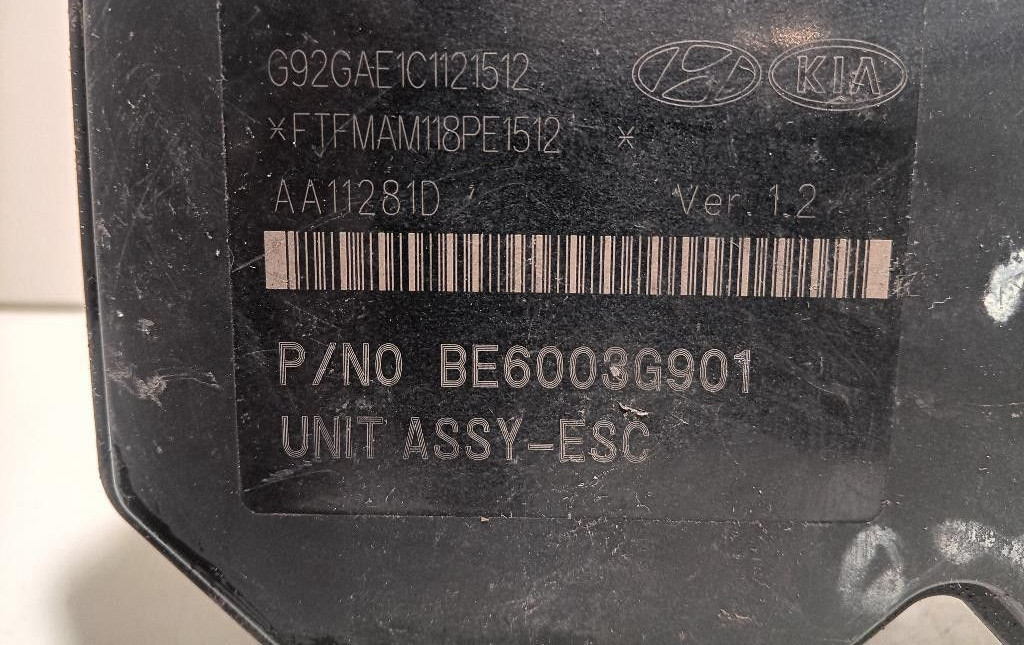 G92GAE1C1121512
KIA
*FTFMAM118PE1512 *
AA11281D Ver. 1.2
P/NO BE6003G901
UNIT ASSY-ESC